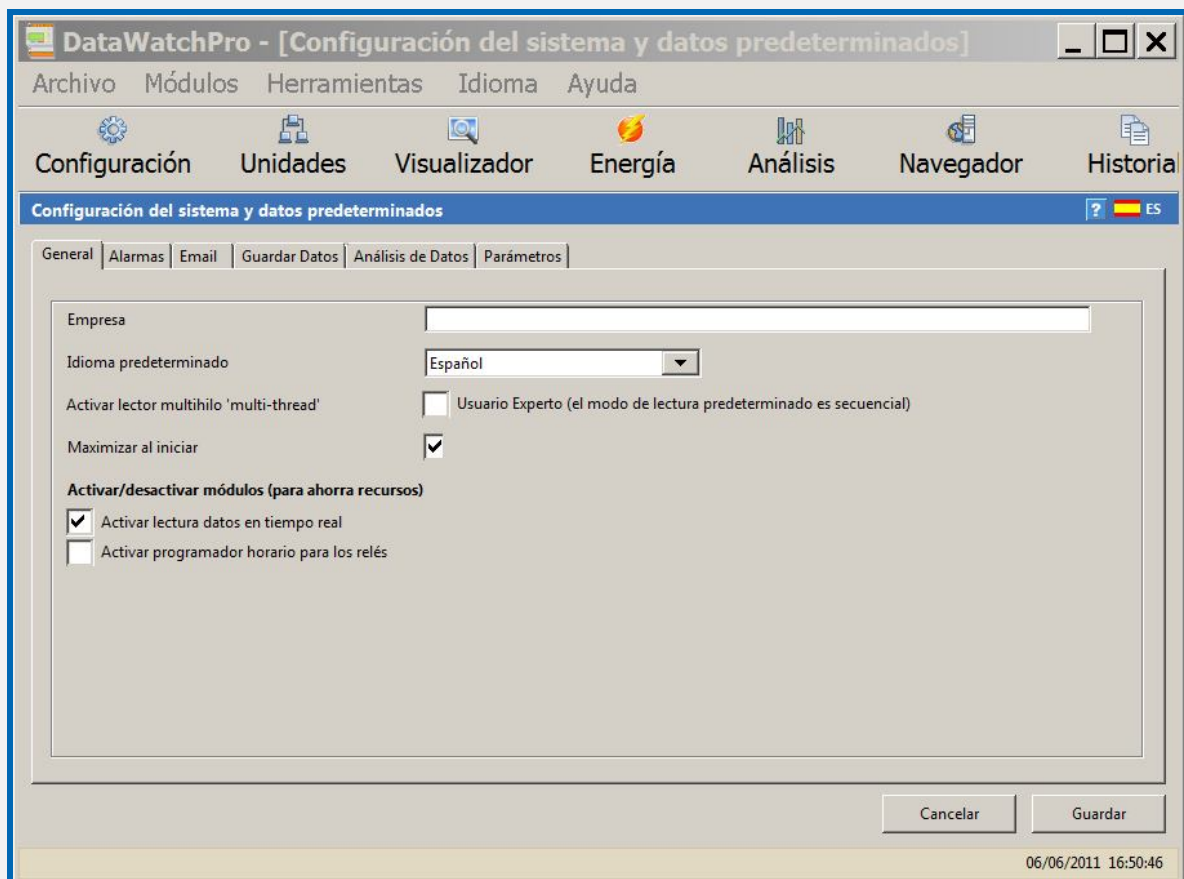 DataWatchPro - [Configuración del sistema y datos predeterminados]
Archivo Módulos Herramientas Idioma Ayuda
Configuración Unidades Visualizador Energía Análisis Navegador Historial
Configuración del sistema y datos predeterminados ? ES
General Alarmas Email Guardar Datos Análisis de Datos Parámetros
Empresa
Idioma predeterminado Español
Activar lector multihilo 'multi-thread' Usuario Experto (el modo de lectura predeterminado es secuencial)
Maximizar al iniciar
Activar/desactivar módulos (para ahorra recursos)
Activar lectura datos en tiempo real
Activar programador horario para los relés
Cancelar Guardar
06/06/2011 16:50:46